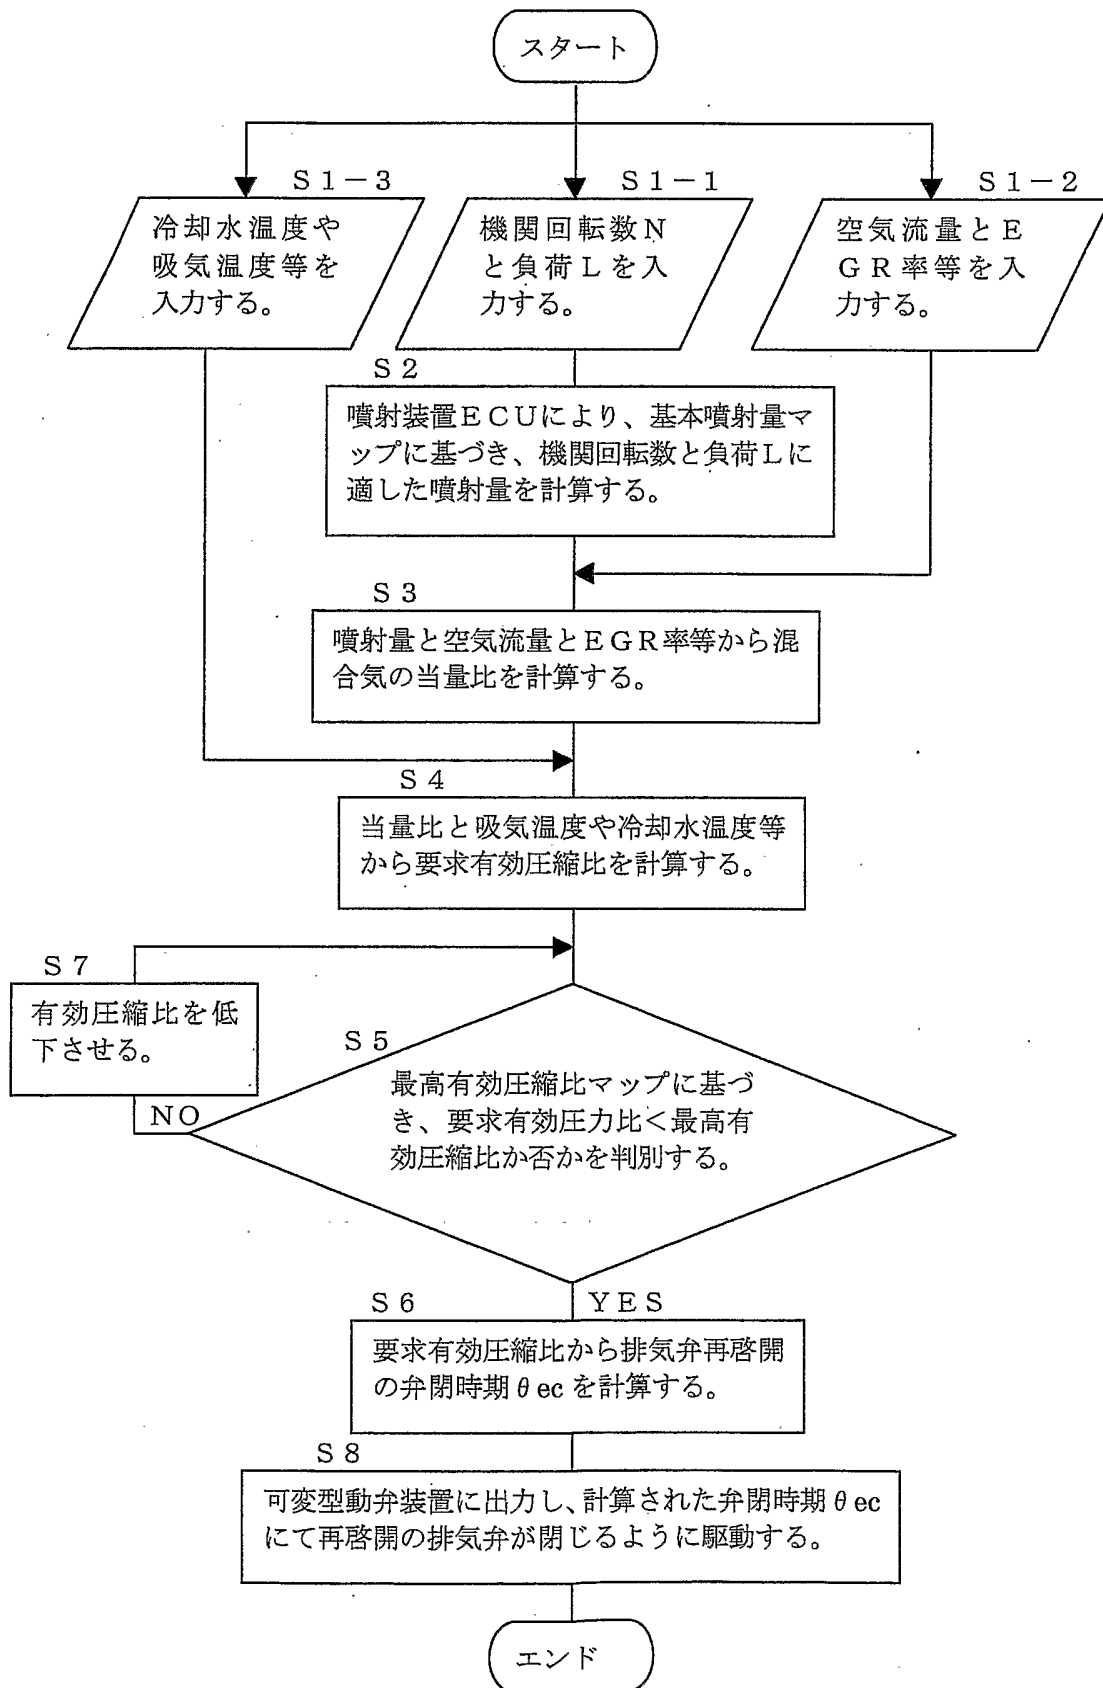 スタート
S1-3
冷却水温度や
吸気温度等を
入力する。
S1-1
機関回転数N
と負荷Lを入
力する。
S1-2
空気流量とE
GR率等を入
力する。
S2
噴射装置ECUにより、基本噴射量マ
ップに基づき、機関回転数と負荷Lに
適した噴射量を計算する。
S3
噴射量と空気流量とEGR率等から混
合気の当量比を計算する。
S4
当量比と吸気温度や冷却水温度等
から要求有効圧縮比を計算する。
S7
有効圧縮比を低
下させる。
NO
S5
最高有効圧縮比マップに基づ
き、要求有効圧力比<最高有
効圧縮比か否かを判別する。
YES
S6
要求有効圧縮比から排気弁再啓開
の弁閉時期θecを計算する。
S8
可変型動弁装置に出力し、計算された弁閉時期θec
にて再啓開の排気弁が閉じるように駆動する。
エンド